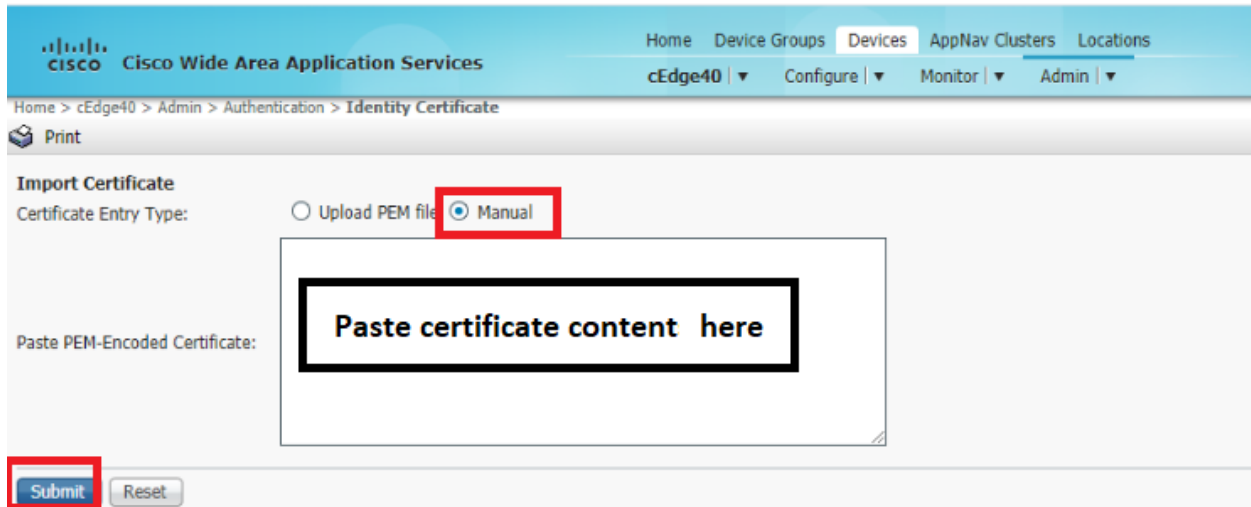 Home Device Groups Devices AppNav Clusters Locations
CISCO Cisco Wide Area Application Services
cEdge40 | ▼ Configure | ▼ Monitor | ▼ Admin | ▼
Home > cEdge40 > Admin > Authentication > Identity Certificate
Print
Import Certificate
Certificate Entry Type: Upload PEM file Manual
Paste certificate content here
Paste PEM-Encoded Certificate:
Submit Reset